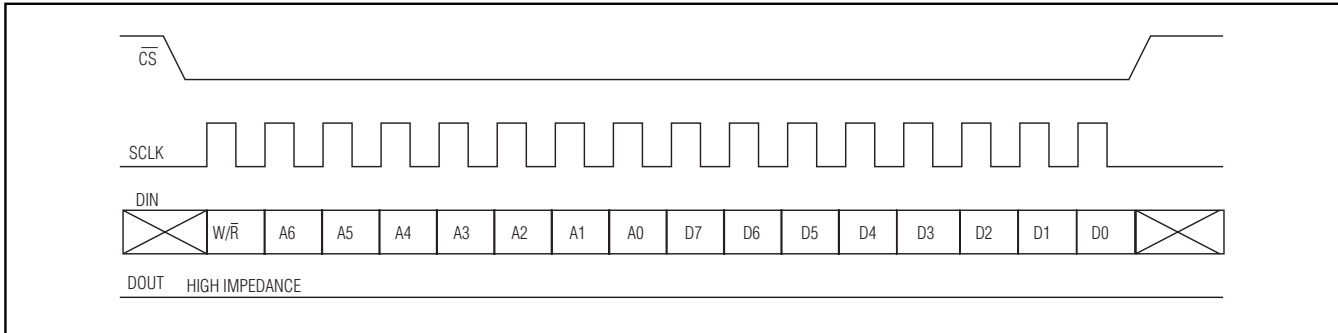 C̅S̅
SCLK
DIN
W/R̅ A6 A5 A4 A3 A2 A1 A0 D7 D6 D5 D4 D3 D2 D1 D0
DOUT HIGH IMPEDANCE